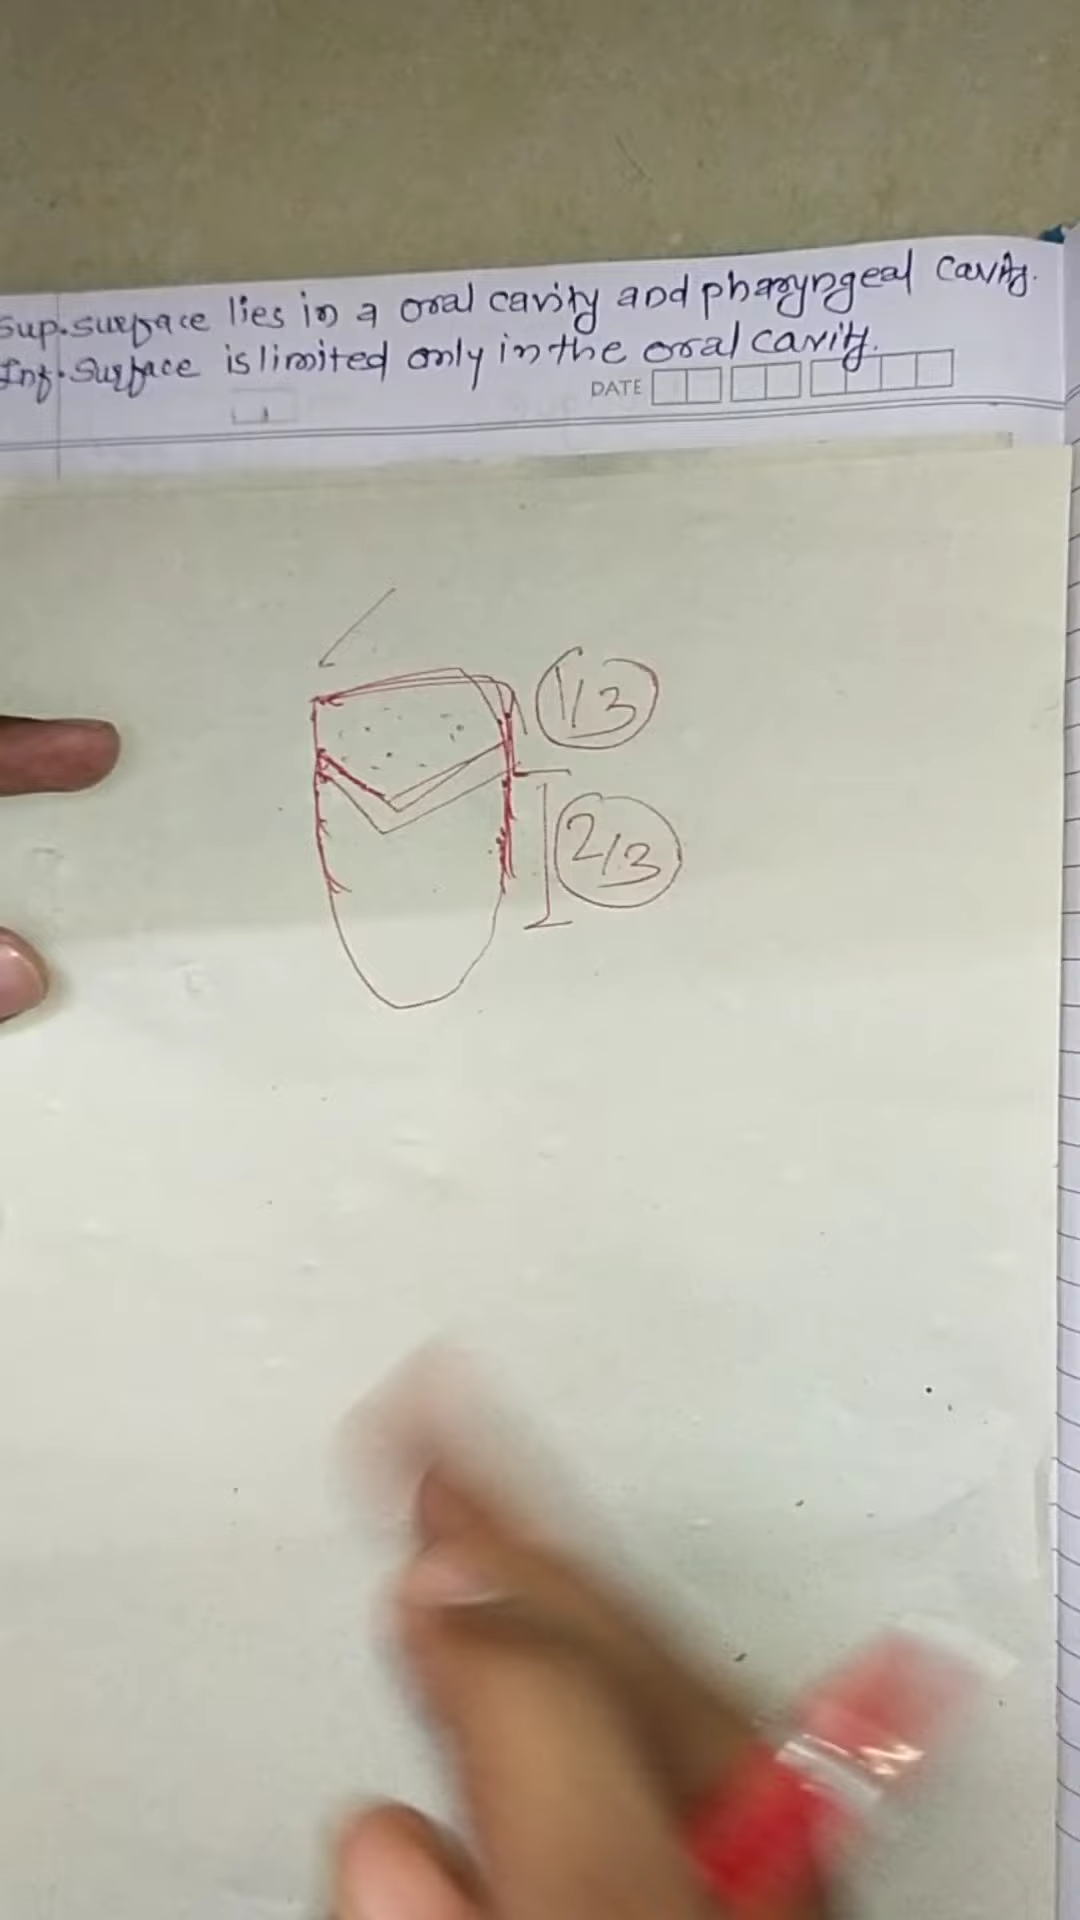 Sup. surface lies in a oral cavity and pharyngeal cavity.
Inf. Surface is limited only in the oral cavity.
DATE
1/3
2/3